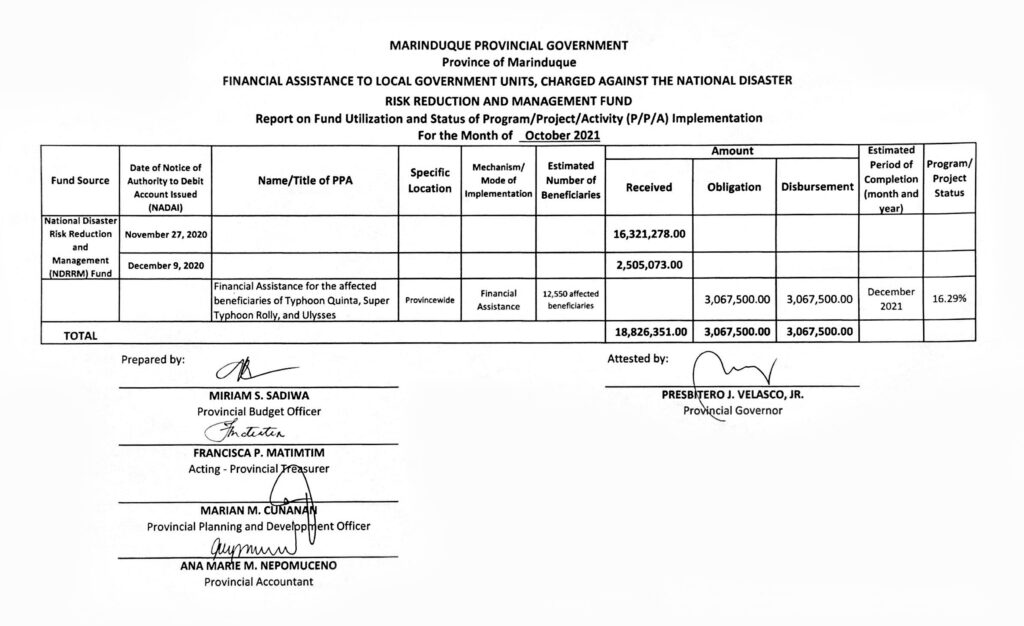 MARINDUQUE PROVINCIAL GOVERNMENT
Province of Marinduque
FINANCIAL ASSISTANCE TO LOCAL GOVERNMENT UNITS, CHARGED AGAINST THE NATIONAL DISASTER
RISK REDUCTION AND MANAGEMENT FUND
Report on Fund Utilization and Status of Program/Project/Activity (P/P/A) Implementation
For the Month of October 2021
Fund Source
Date of Notice of
Authority to Debit
Account Issued
(NADAI)
Name/Title of PPA
Specific
Location
Mechanism/
Mode of
Implementation
Estimated
Number of
Beneficiaries
Amount
Received
Obligation
Disbursement
Estimated
Period of
Completion
(month and
year)
Program/
Project
Status
National Disaster
Risk Reduction
and
Management
(NDRRM) Fund
November 27, 2020
16,321,278.00
December 9, 2020
2,505,073.00
Financial Assistance for the affected
beneficiaries of Typhoon Quinta, Super
Typhoon Rolly, and Ulysses
Provincewide
Financial
Assistance
12,550 affected
beneficiaries
3,067,500.00
3,067,500.00
December
2021
16.29%
TOTAL
18,826,351.00
3,067,500.00
3,067,500.00
Prepared by:
MIRIAM S. SADIWA
Provincial Budget Officer
FRANCISCA P. MATIMTIM
Acting - Provincial Treasurer
MARIAN M. CUNANAN
Provincial Planning and Development Officer
ANA MARIE M. NEPOMUCENO
Provincial Accountant
Attested by:
PRESBITERO J. VELASCO, JR.
Provincial Governor